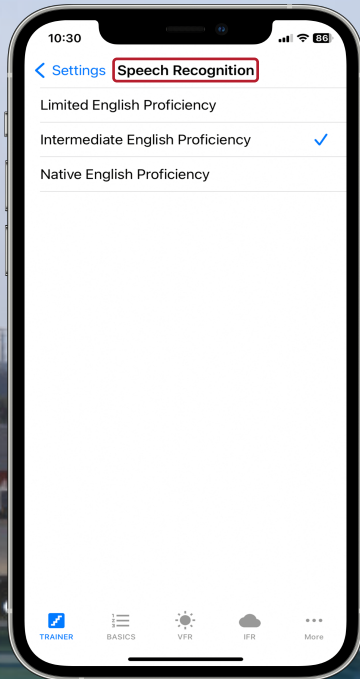 10:30 86
Settings Speech Recognition
Limited English Proficiency
Intermediate English Proficiency
Native English Proficiency
TRAINER BASICS VFR IFR More